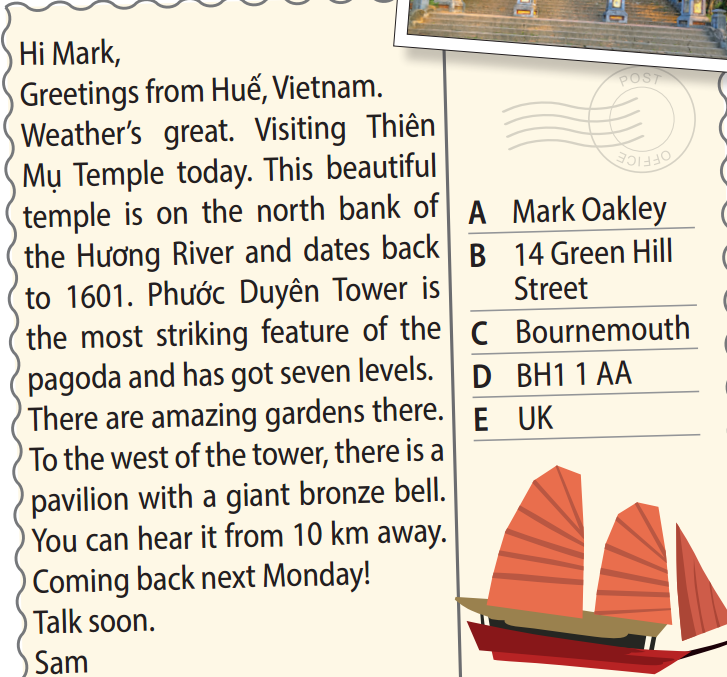 Hi Mark,
Greetings from Huế, Vietnam.
Weather's great. Visiting Thiên
Mụ Temple today. This beautiful
temple is on the north bank of
the Hương River and dates back
to 1601. Phước Duyên Tower is
the most striking feature of the
pagoda and has got seven levels.
There are amazing gardens there.
To the west of the tower, there is a
pavilion with a giant bronze bell.
You can hear it from 10 km away.
Coming back next Monday!
Talk soon.
Sam
POST
OFFICE
A Mark Oakley
B 14 Green Hill
Street
C Bournemouth
D BH1 1 AA
E UK